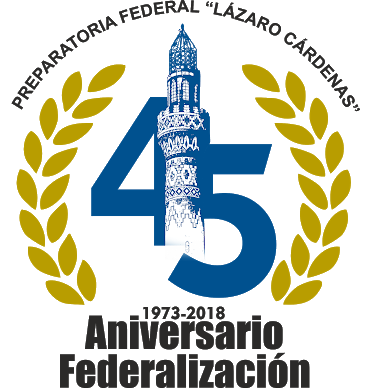 PREPARATORIA FEDERAL “LÁZARO CÁRDENAS”
45
1973-2018
Aniversario
Federalización